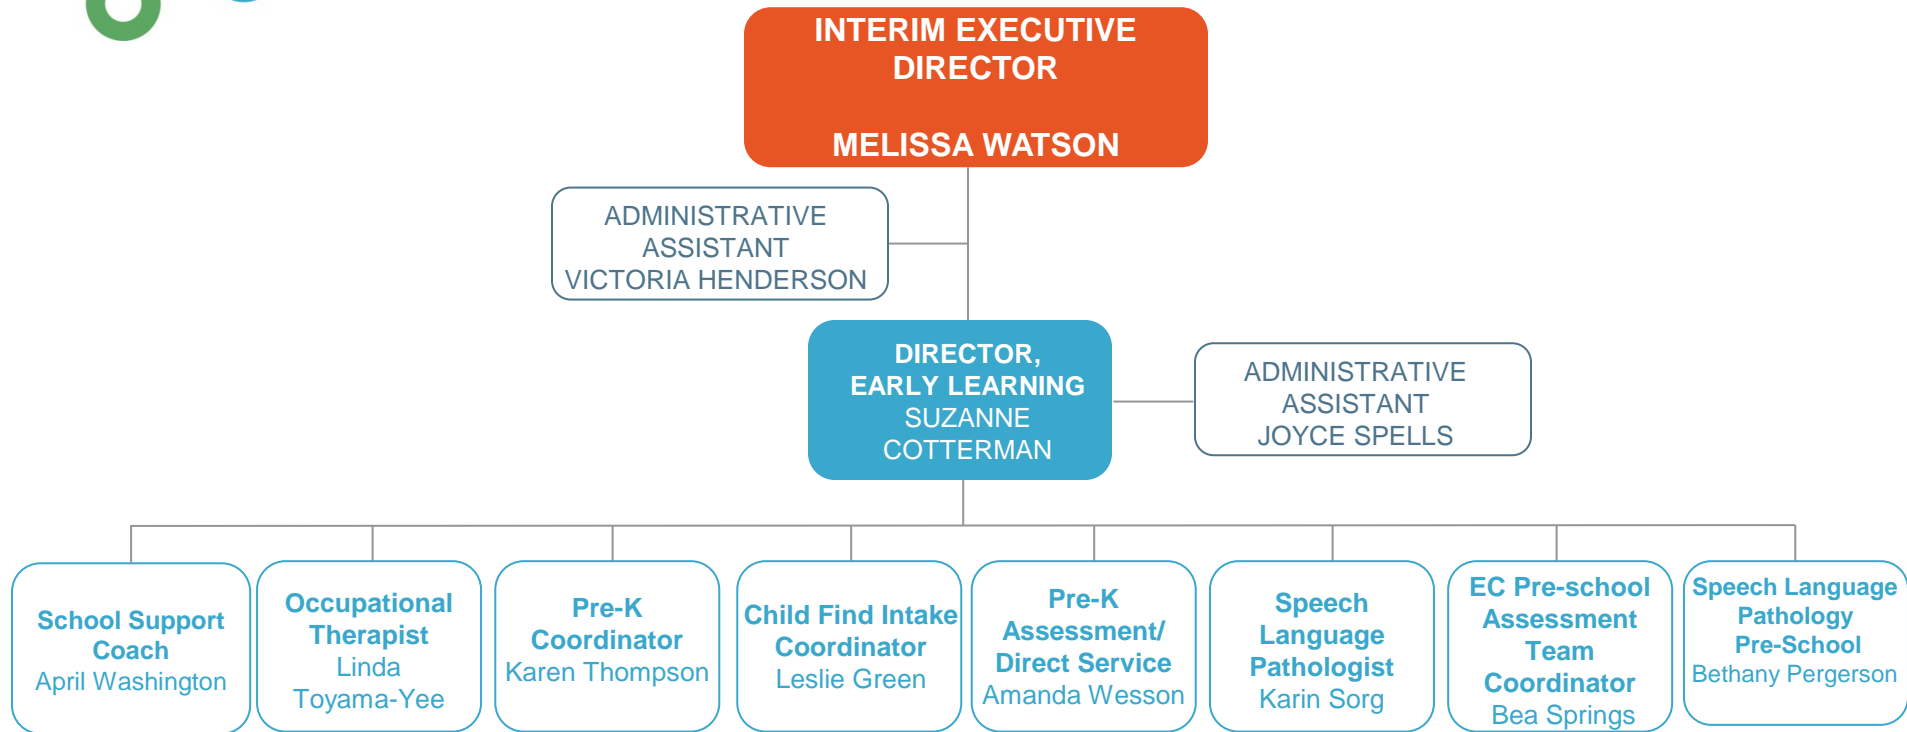 INTERIM EXECUTIVE
DIRECTOR
MELISSA WATSON
ADMINISTRATIVE
ASSISTANT
VICTORIA HENDERSON
DIRECTOR,
EARLY LEARNING
SUZANNE
COTTERMAN
ADMINISTRATIVE
ASSISTANT
JOYCE SPELLS
School Support
Coach
April Washington
Occupational
Therapist
Linda
Toyama-Yee
Pre-K
Coordinator
Karen Thompson
Child Find Intake
Coordinator
Leslie Green
Pre-K
Assessment/
Direct Service
Amanda Wesson
Speech
Language
Pathologist
Karin Sorg
EC Pre-school
Assessment
Team
Coordinator
Bea Springs
Speech Language
Pathology
Pre-School
Bethany Pergerson